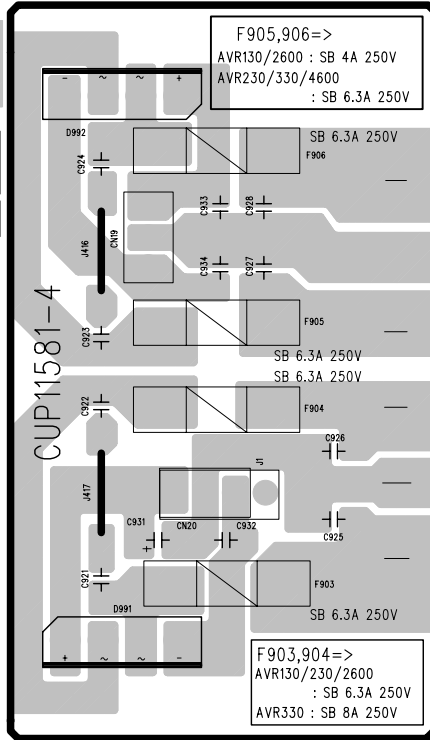 F905,906=>
AVR130/2600 : SB 4A 250V
AVR230/330/4600
: SB 6.3A 250V
- ~ ~ +
D992
SB 6.3A 250V
F906
C924
C933
C928
CN19
J416
C934
C927
CUP11581-4
F905
C923
SB 6.3A 250V
SB 6.3A 250V
C922
F904
C926
J1
J417
C931
CN20
C932
+
C925
C921
F903
D991
SB 6.3A 250V
+ ~ ~ -
F903,904=>
AVR130/230/2600
: SB 6.3A 250V
AVR330 : SB 8A 250V